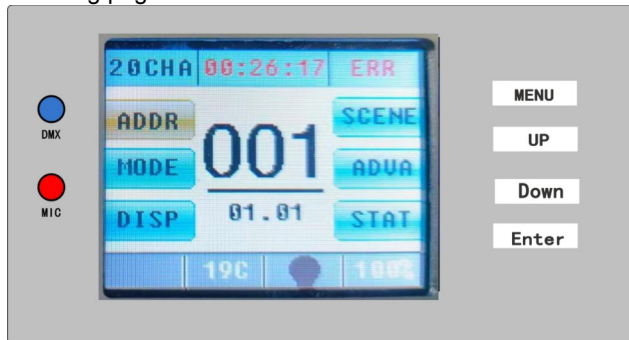 20CHA 00:26:17 ERR
ADDR
MODE
DISP
001
01.01
SCENE
ADVA
STAT
19C 100%
DMX
MIC
MENU
UP
Down
Enter